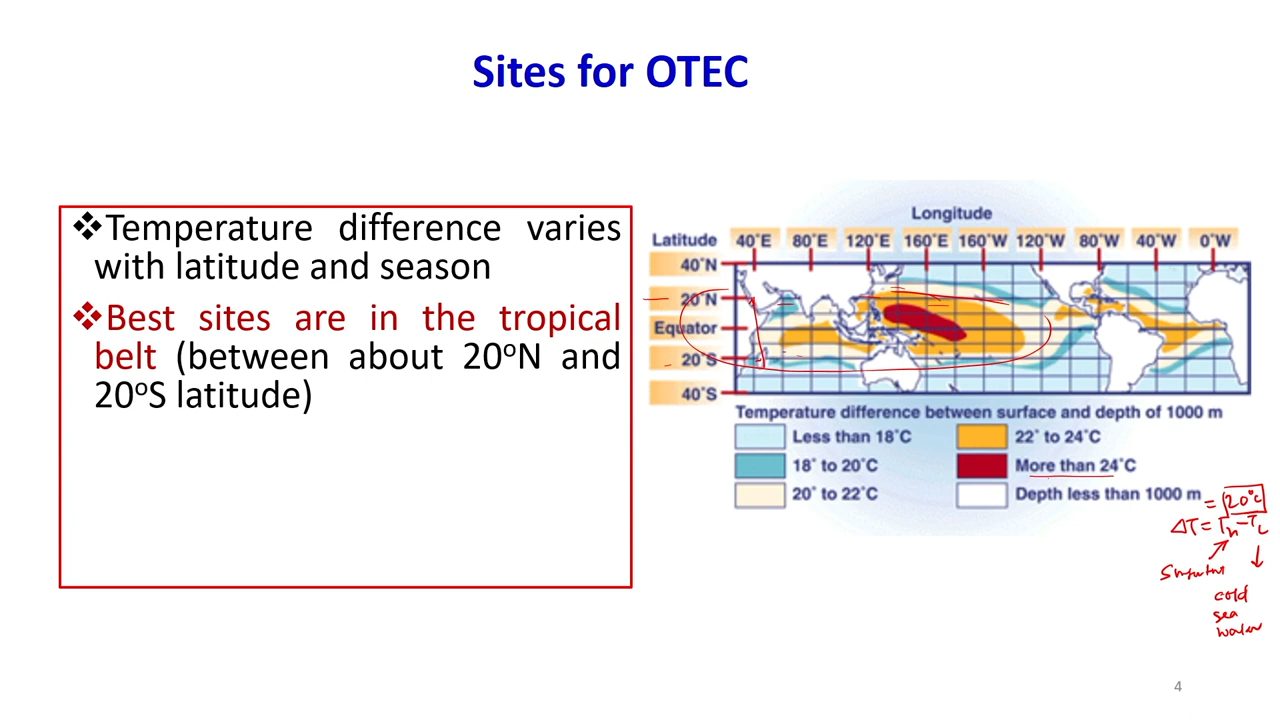 Sites for OTEC
❖Temperature difference varies
with latitude and season
❖Best sites are in the tropical
belt (between about 20ºN and
20ºS latitude)
Longitude
Latitude 40˚E 80˚E 120˚E 160˚E 160˚W 120˚W 80˚W 40˚W 0˚W
40˚N
20˚N
Equator
20˚S
40˚S
Temperature difference between surface and depth of 1000 m
Less than 18˚C 22˚ to 24˚C
18˚ to 20˚C More than 24˚C
20˚ to 22˚C Depth less than 1000 m
= 20°C
ΔT = Th - TL
cold
sea
water
4